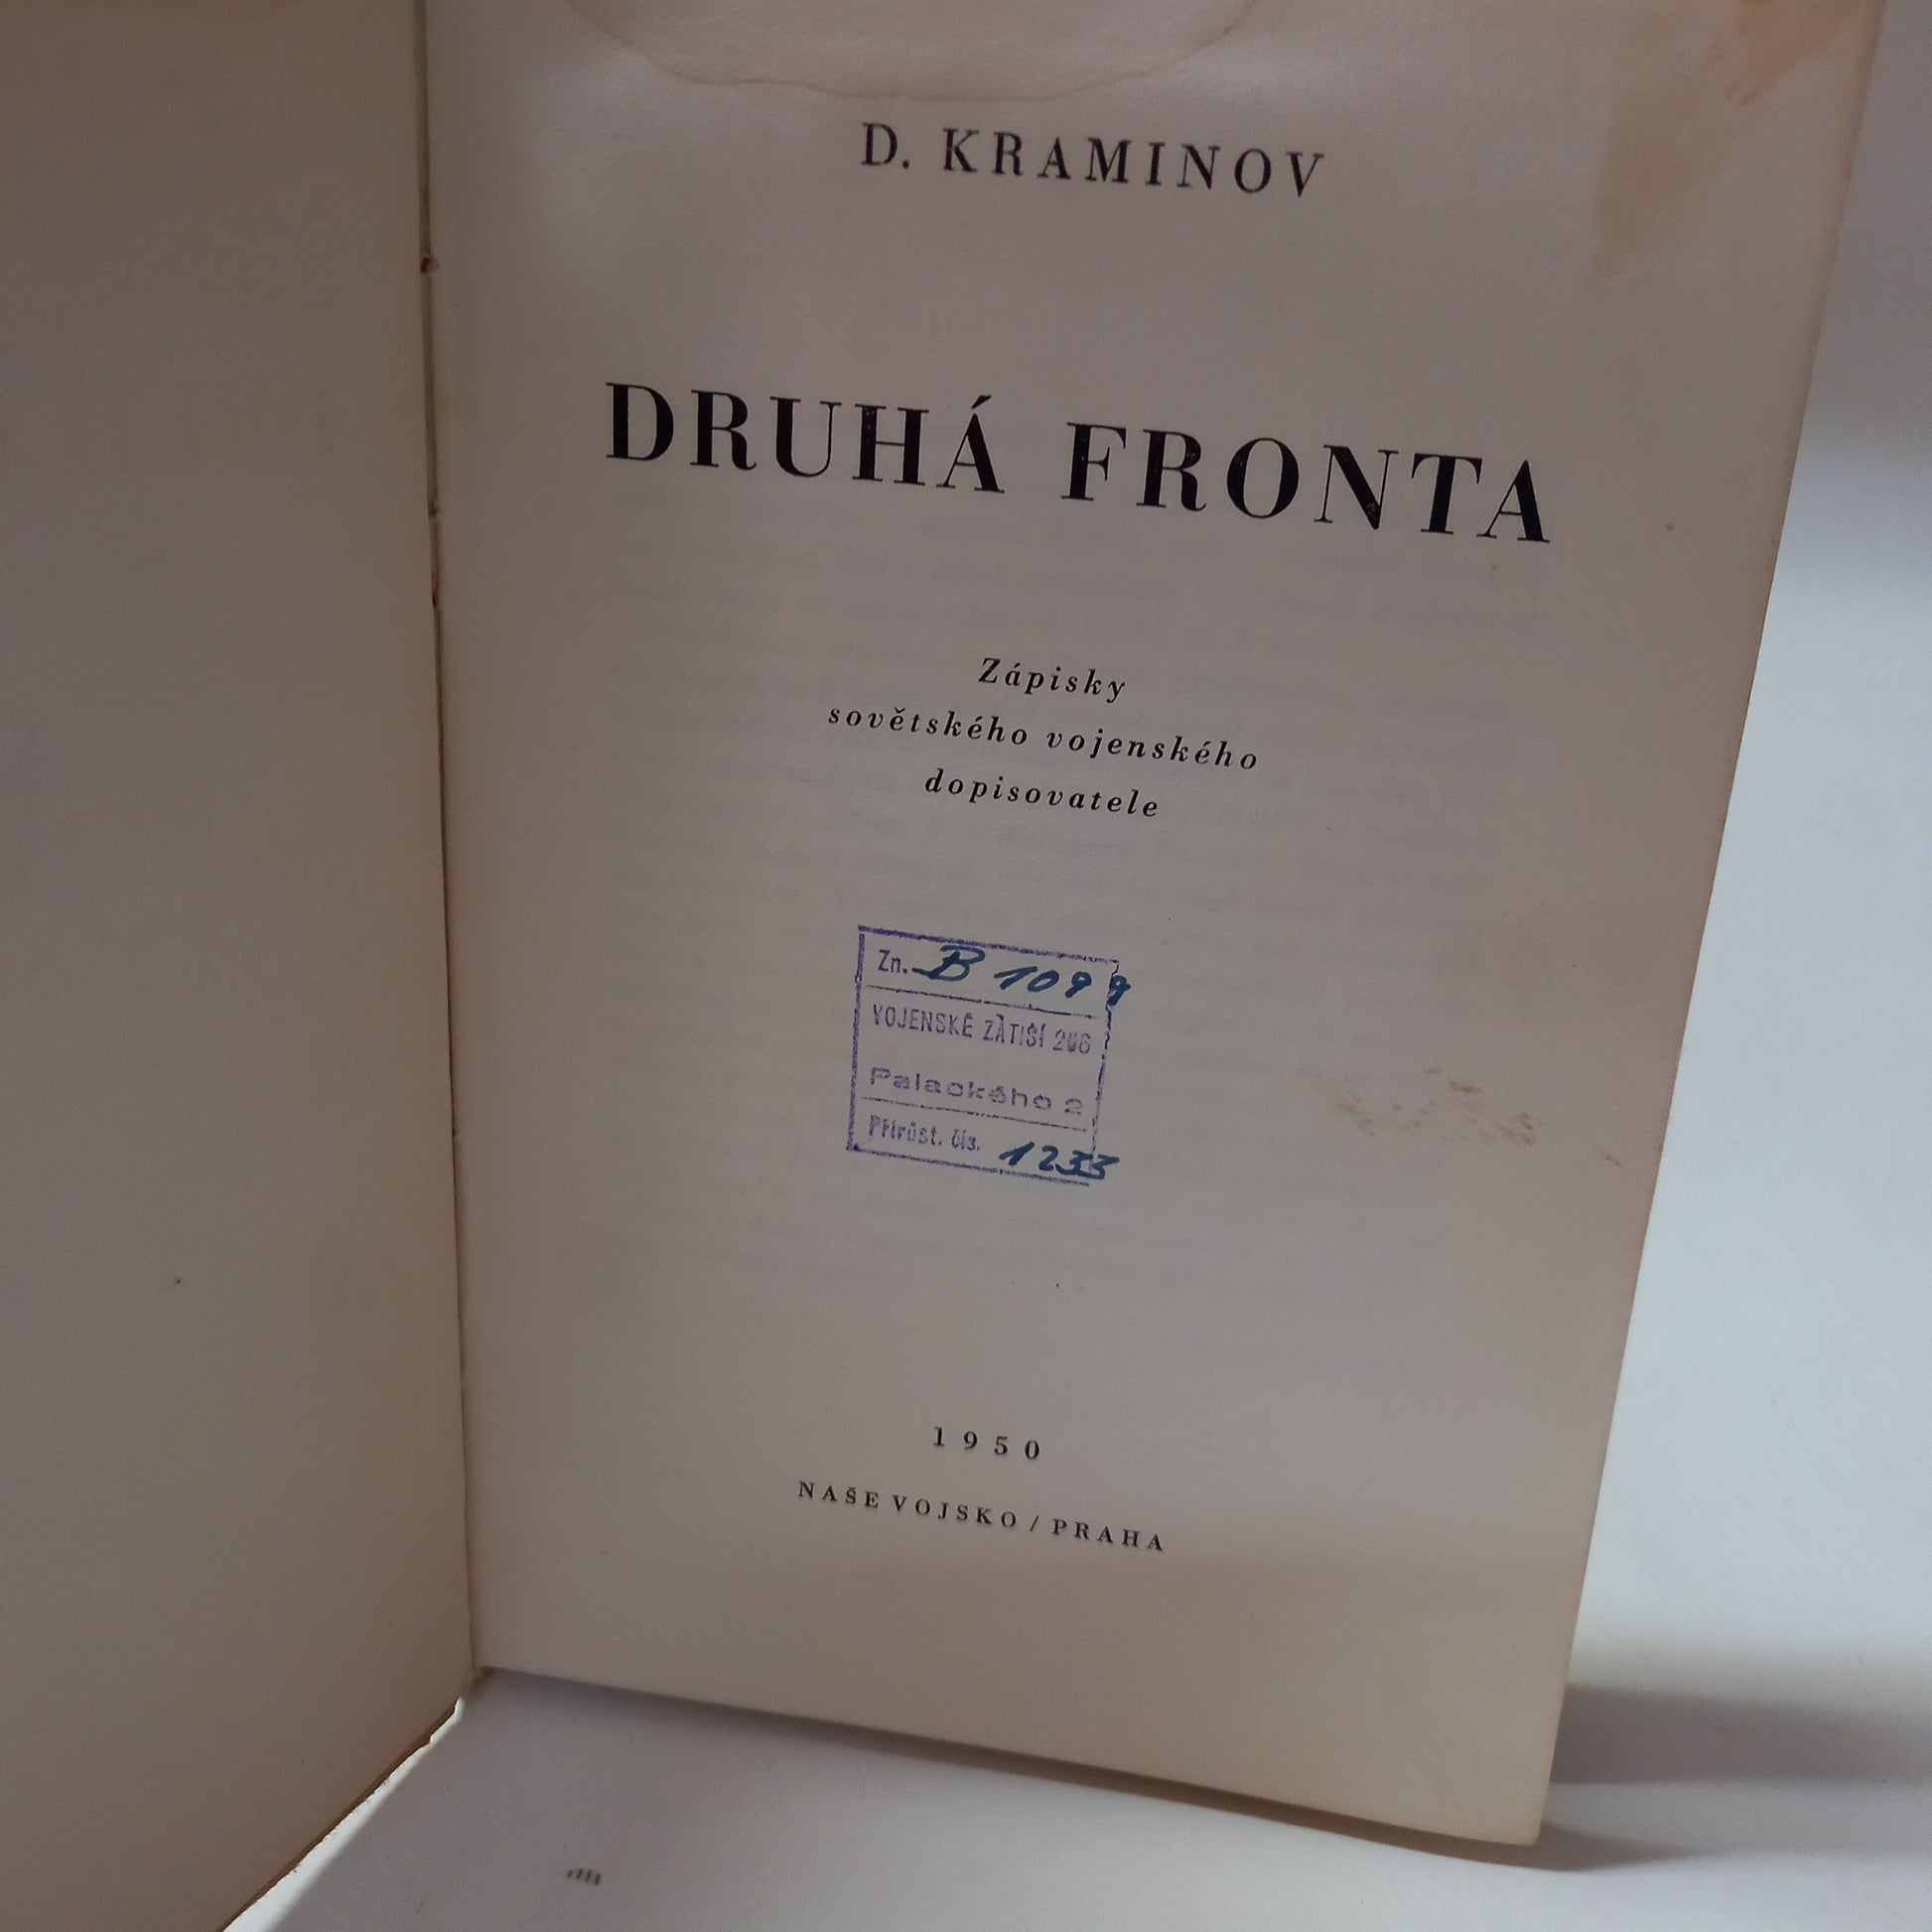 D. KRAMINOV
DRUHÁ FRONTA
Zápisky
sovětského vojenského
dopisovatele
Zn. B 1099
VOJENSKÉ ZÁTIŠÍ 206
Palackého 2
Přírůst. čís. 1233
1950
NAŠE VOJSKO / PRAHA